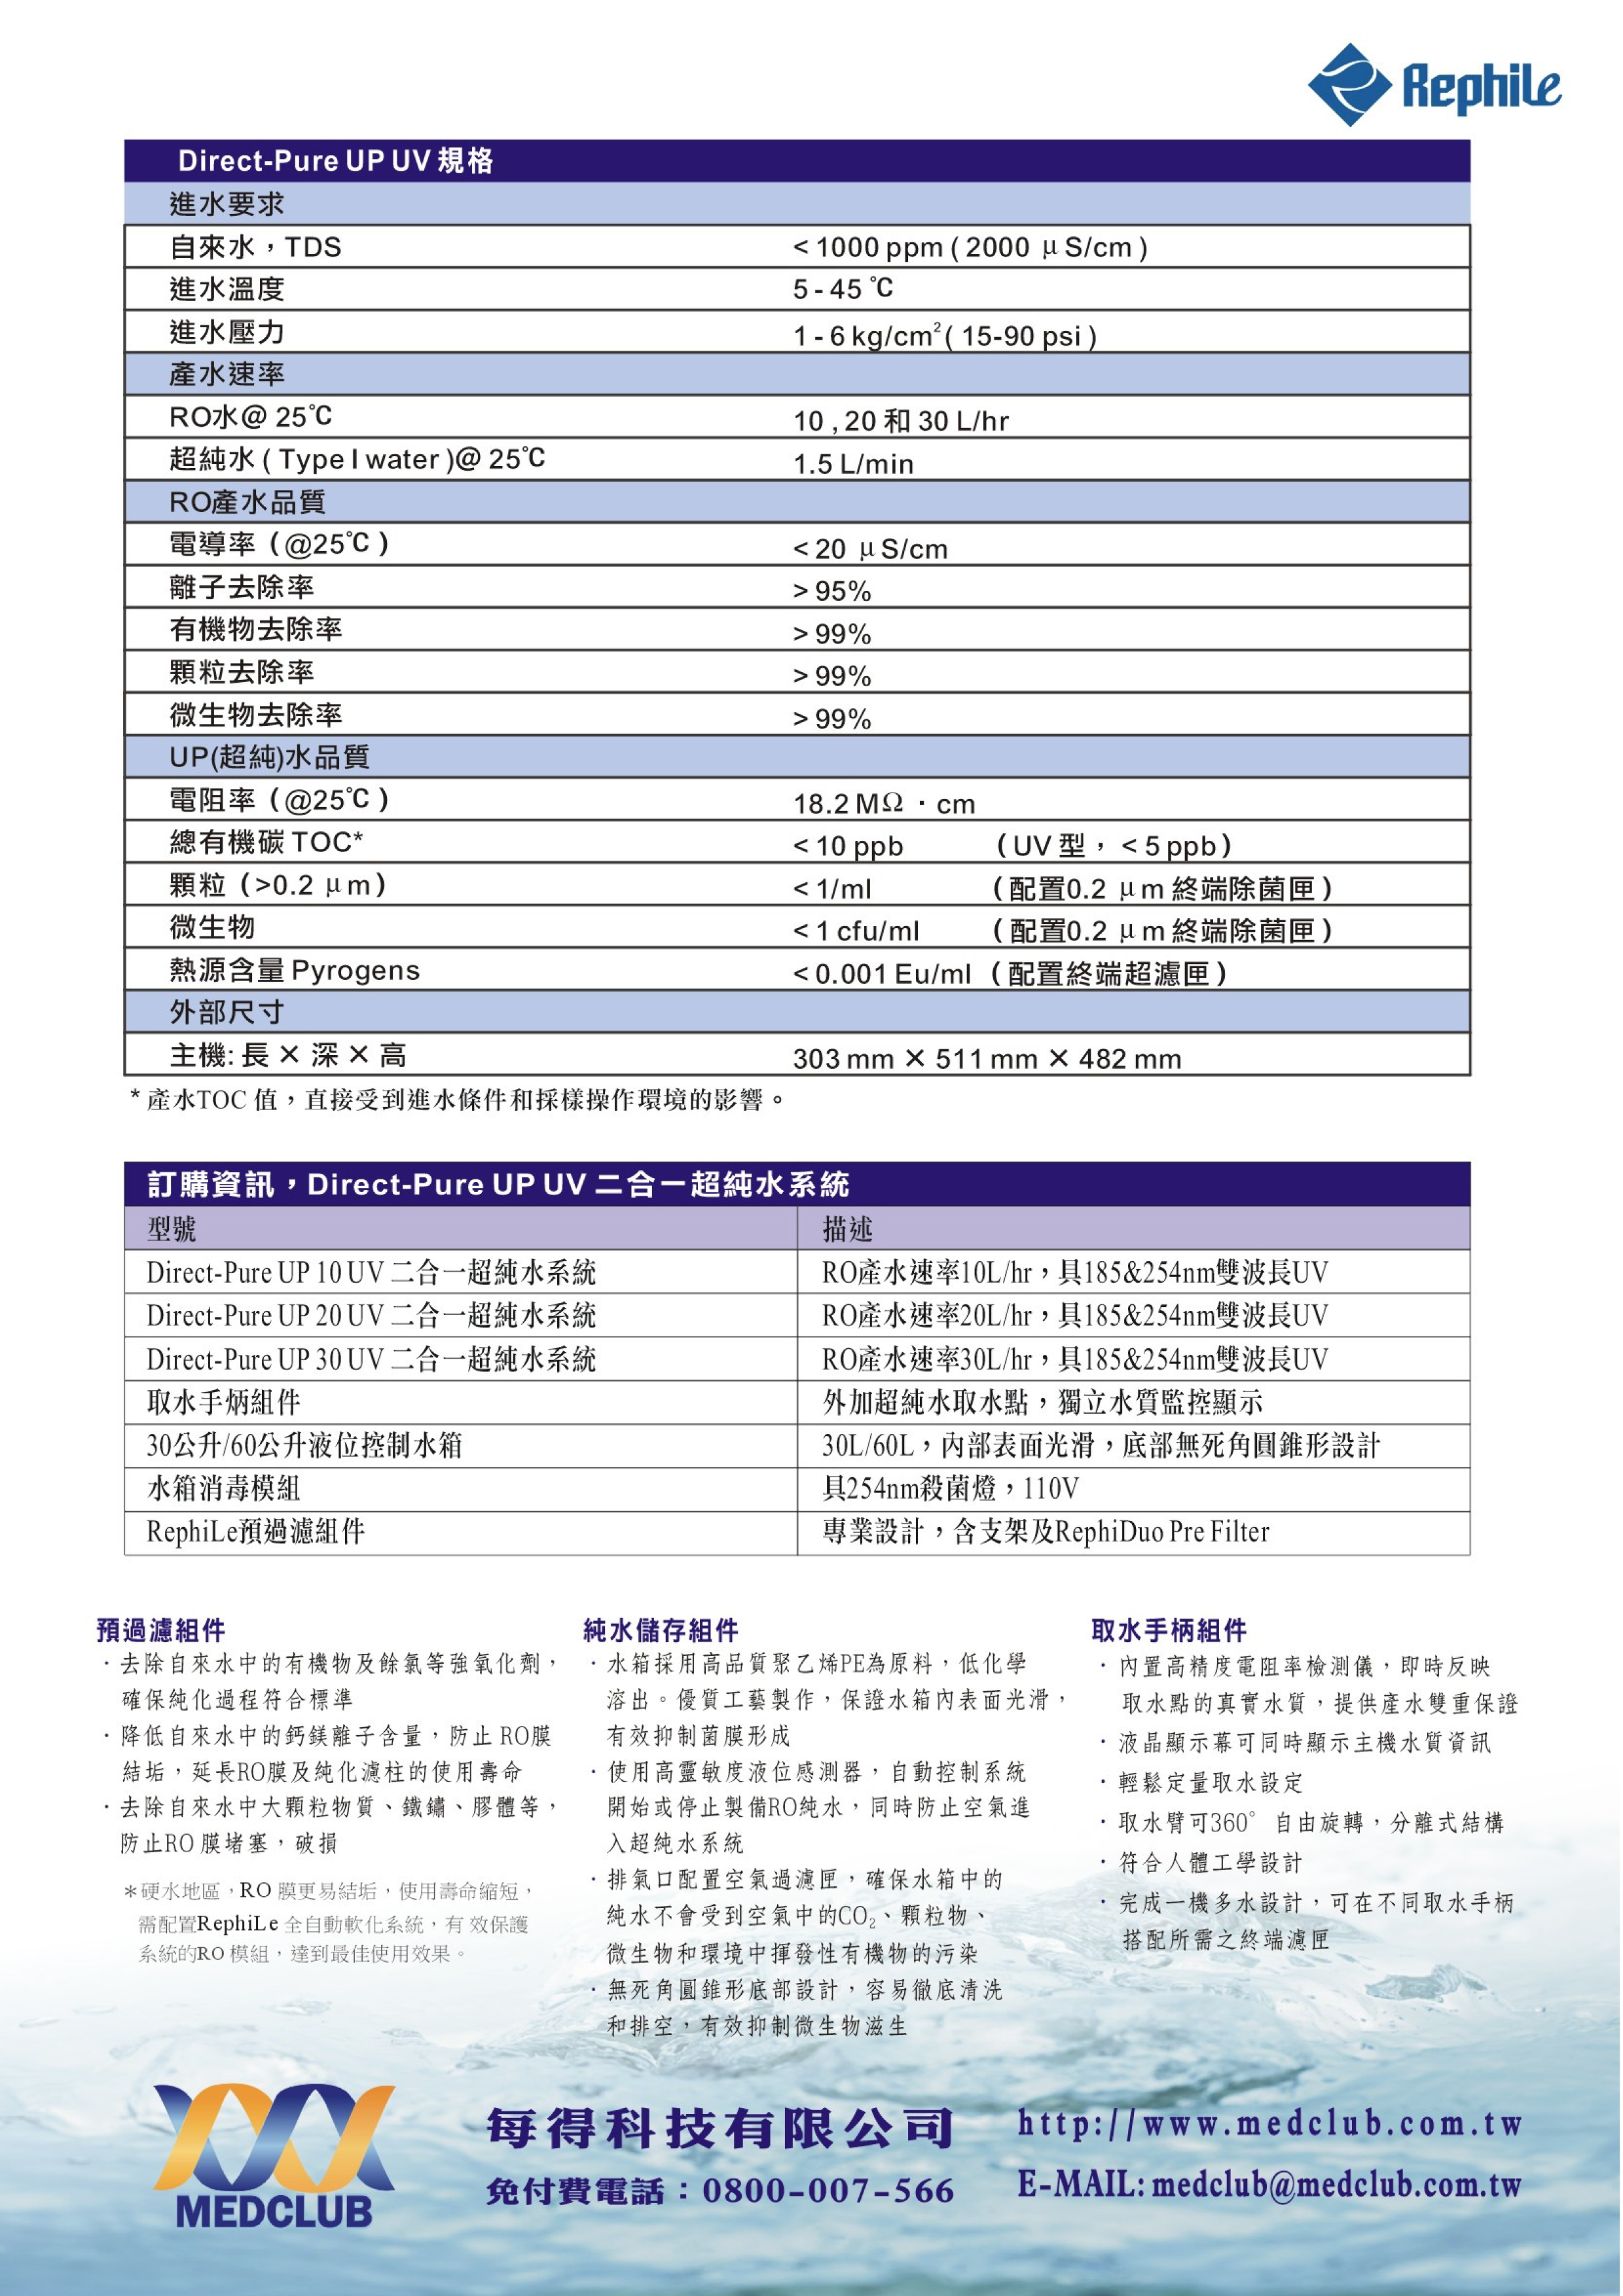 Rephile
Direct-Pure UP UV 規格
進水要求
自來水，TDS < 1000 ppm ( 2000 μS/cm )
進水溫度 5 - 45 ℃
進水壓力 1 - 6 kg/cm² ( 15-90 psi )
產水速率
RO水@ 25℃ 10 , 20 和 30 L/hr
超純水 ( Type I water )@ 25℃ 1.5 L/min
RO產水品質
電導率（@25℃） < 20 μS/cm
離子去除率 > 95%
有機物去除率 > 99%
顆粒去除率 > 99%
微生物去除率 > 99%
UP(超純)水品質
電阻率（@25℃） 18.2 MΩ · cm
總有機碳 TOC* < 10 ppb （UV 型，< 5 ppb）
顆粒（>0.2 μm） < 1/ml （配置0.2 μm 終端除菌匣）
微生物 < 1 cfu/ml （配置0.2 μm 終端除菌匣）
熱源含量 Pyrogens < 0.001 Eu/ml （配置終端超濾匣）
外部尺寸
主機: 長 × 深 × 高 303 mm × 511 mm × 482 mm
* 產水TOC 值，直接受到進水條件和採樣操作環境的影響。
訂購資訊，Direct-Pure UP UV 二合一超純水系統
型號 描述
Direct-Pure UP 10 UV 二合一超純水系統 RO產水速率10L/hr，具185&254nm雙波長UV
Direct-Pure UP 20 UV 二合一超純水系統 RO產水速率20L/hr，具185&254nm雙波長UV
Direct-Pure UP 30 UV 二合一超純水系統 RO產水速率30L/hr，具185&254nm雙波長UV
取水手炳組件 外加超純水取水點，獨立水質監控顯示
30公升/60公升液位控制水箱 30L/60L，內部表面光滑，底部無死角圓錐形設計
水箱消毒模組 具254nm殺菌燈，110V
RephiLe預過濾組件 專業設計，含支架及RephiDuo Pre Filter
預過濾組件
· 去除自來水中的有機物及餘氯等強氧化劑，
確保純化過程符合標準
· 降低自來水中的鈣鎂離子含量，防止 RO膜
結垢，延長RO膜及純化濾柱的使用壽命
· 去除自來水中大顆粒物質、鐵鏽、膠體等，
防止RO 膜堵塞，破損
＊硬水地區，RO 膜更易結垢，使用壽命縮短，
需配置RephiLe 全自動軟化系統，有 效保護
系統的RO 模組，達到最佳使用效果。
純水儲存組件
· 水箱採用高品質聚乙烯PE為原料，低化學
溶出。優質工藝製作，保證水箱內表面光滑，
有效抑制菌膜形成
· 使用高靈敏度液位感測器，自動控制系統
開始或停止製備RO純水，同時防止空氣進
入超純水系統
· 排氣口配置空氣過濾匣，確保水箱中的
純水不會受到空氣中的CO₂、顆粒物、
微生物和環境中揮發性有機物的污染
· 無死角圓錐形底部設計，容易徹底清洗
和排空，有效抑制微生物滋生
取水手柄組件
· 內置高精度電阻率檢測儀，即時反映
取水點的真實水質，提供產水雙重保證
· 液晶顯示幕可同時顯示主機水質資訊
· 輕鬆定量取水設定
· 取水臂可360° 自由旋轉，分離式結構
· 符合人體工學設計
· 完成一機多水設計，可在不同取水手柄
搭配所需之終端濾匣
MEDCLUB
每得科技有限公司
免付費電話：0800-007-566
http://www.medclub.com.tw
E-MAIL: medclub@medclub.com.tw